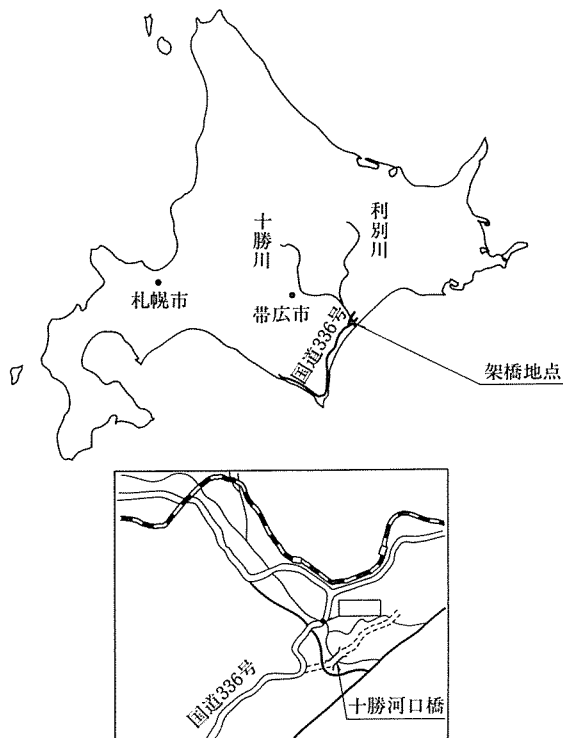 十勝川
利別川
札幌市
帯広市
国道336号
架橋地点
国道336号
十勝河口橋